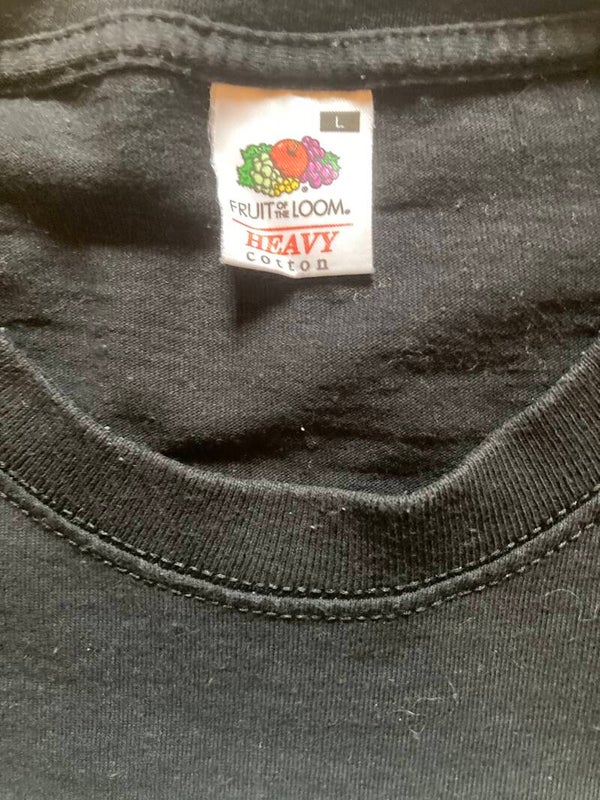 L
FRUIT OF THE LOOM®
HEAVY
cotton